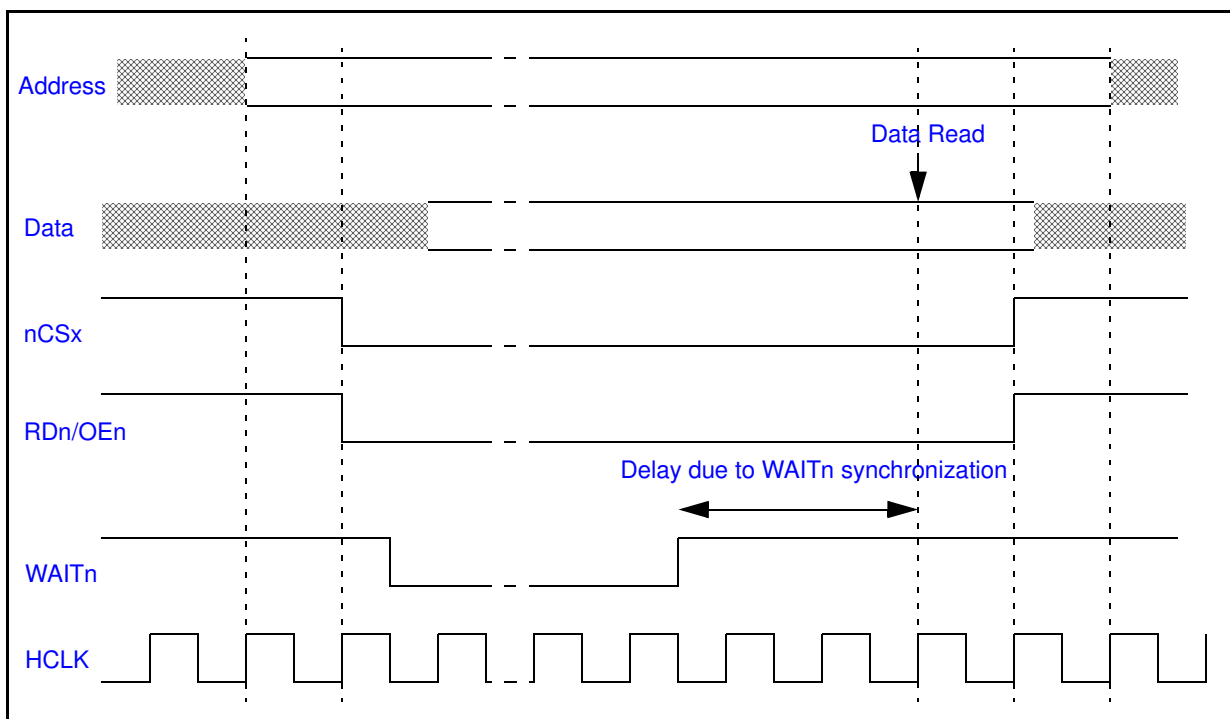 Address
Data Read
Data
nCSx
RDn/OEn
Delay due to WAITn synchronization
WAITn
HCLK